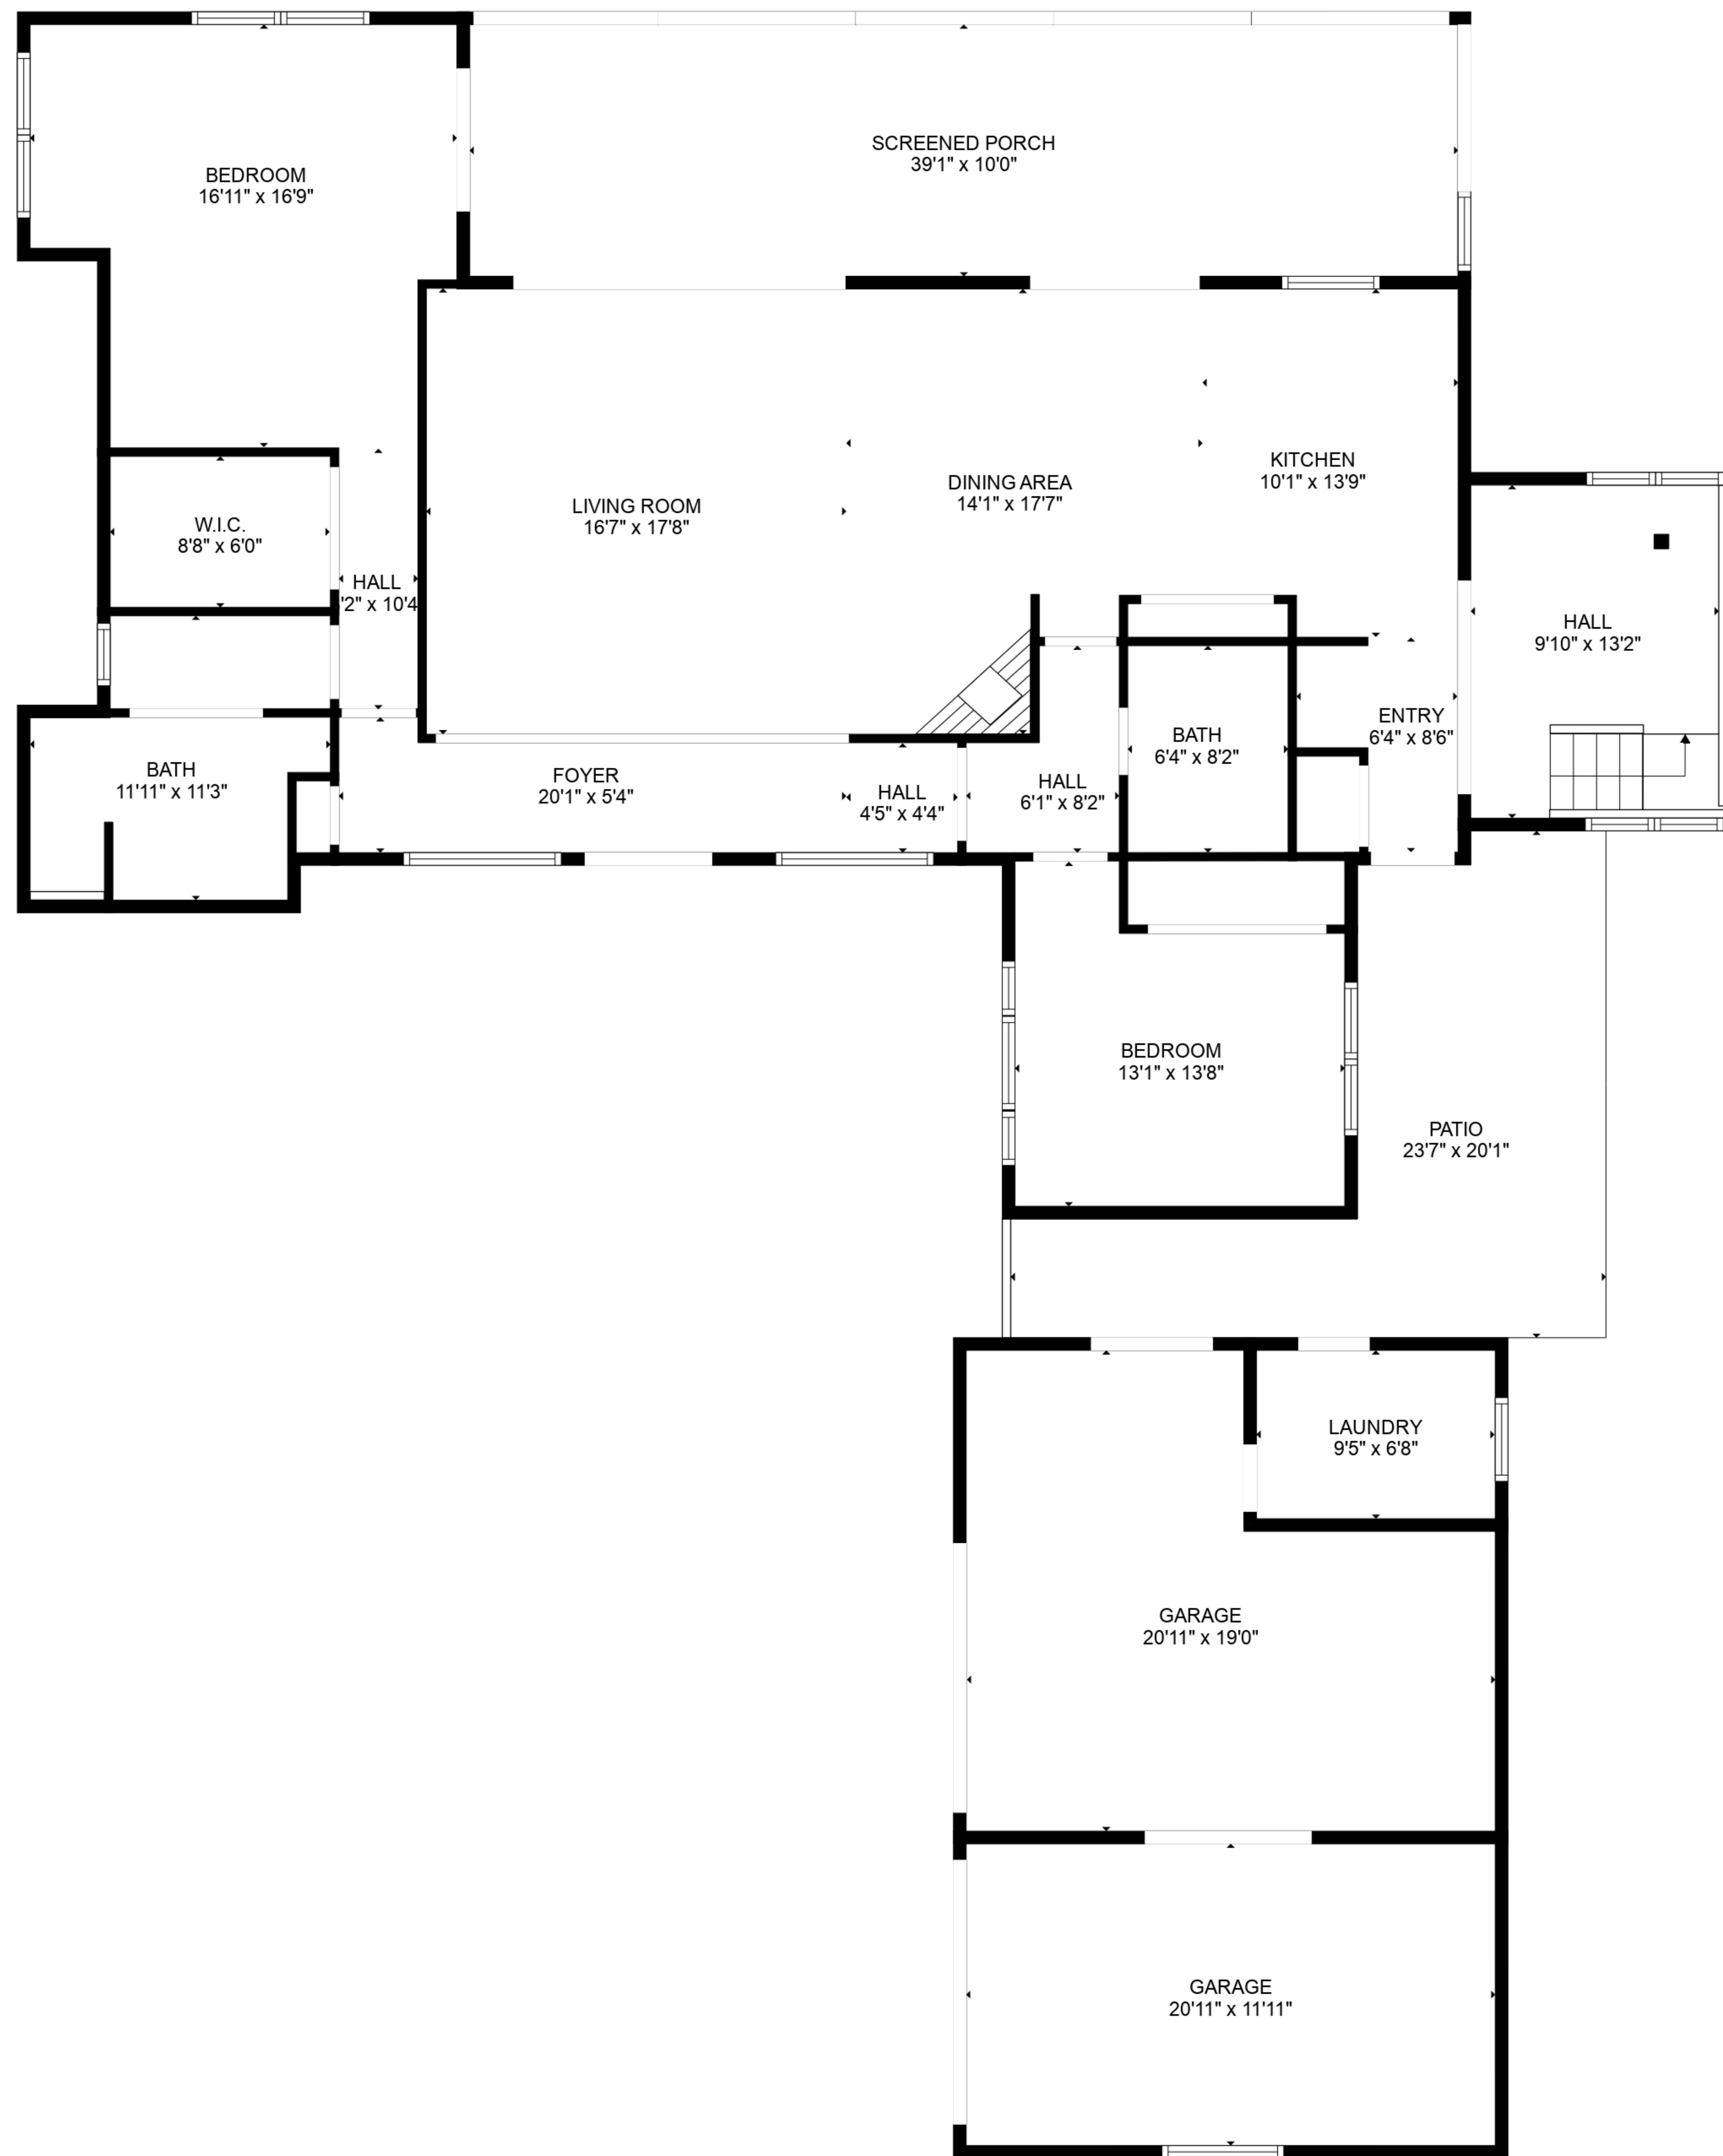 SCREENED PORCH
39'1" x 10'0"
BEDROOM
16'11" x 16'9"
KITCHEN
10'1" x 13'9"
DINING AREA
14'1" x 17'7"
LIVING ROOM
16'7" x 17'8"
W.I.C.
8'8" x 6'0"
HALL
'2" x 10'4
HALL
9'10" x 13'2"
ENTRY
6'4" x 8'6"
BATH
6'4" x 8'2"
BATH
11'11" x 11'3"
FOYER
20'1" x 5'4"
HALL
4'5" x 4'4"
HALL
6'1" x 8'2"
BEDROOM
13'1" x 13'8"
PATIO
23'7" x 20'1"
LAUNDRY
9'5" x 6'8"
GARAGE
20'11" x 19'0"
GARAGE
20'11" x 11'11"